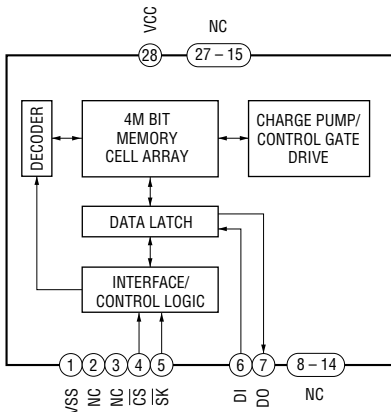 VCC
NC
28
27 – 15
DECODER
4M BIT
MEMORY
CELL ARRAY
CHARGE PUMP/
CONTROL GATE
DRIVE
DATA LATCH
INTERFACE/
CONTROL LOGIC
1
2
3
4
5
6
7
8 – 14
VSS
NC
NC
CS
SK
DI
DO
NC